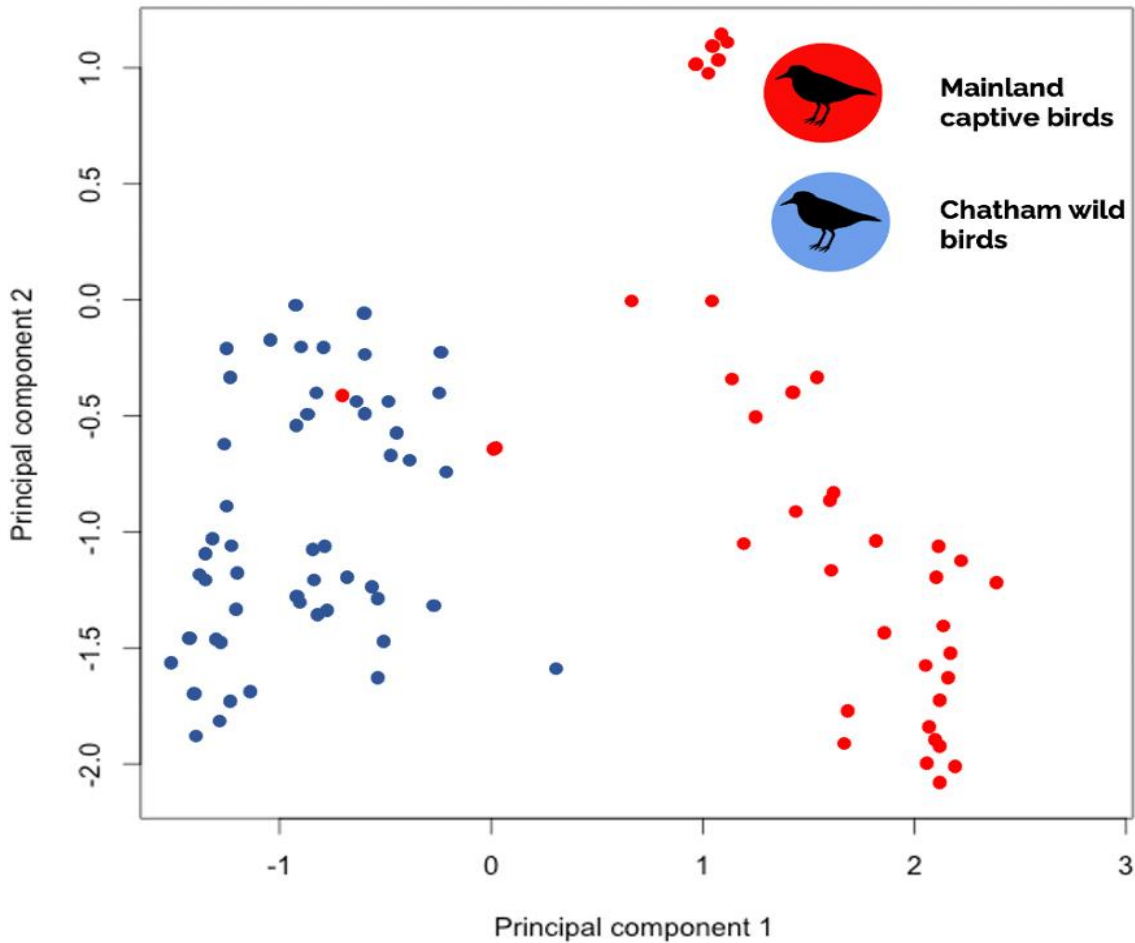 1.0
0.5
0.0
-0.5
-1.0
-1.5
-2.0
Principal component 2
Mainland
captive birds
Chatham wild
birds
-1 0 1 2 3
Principal component 1